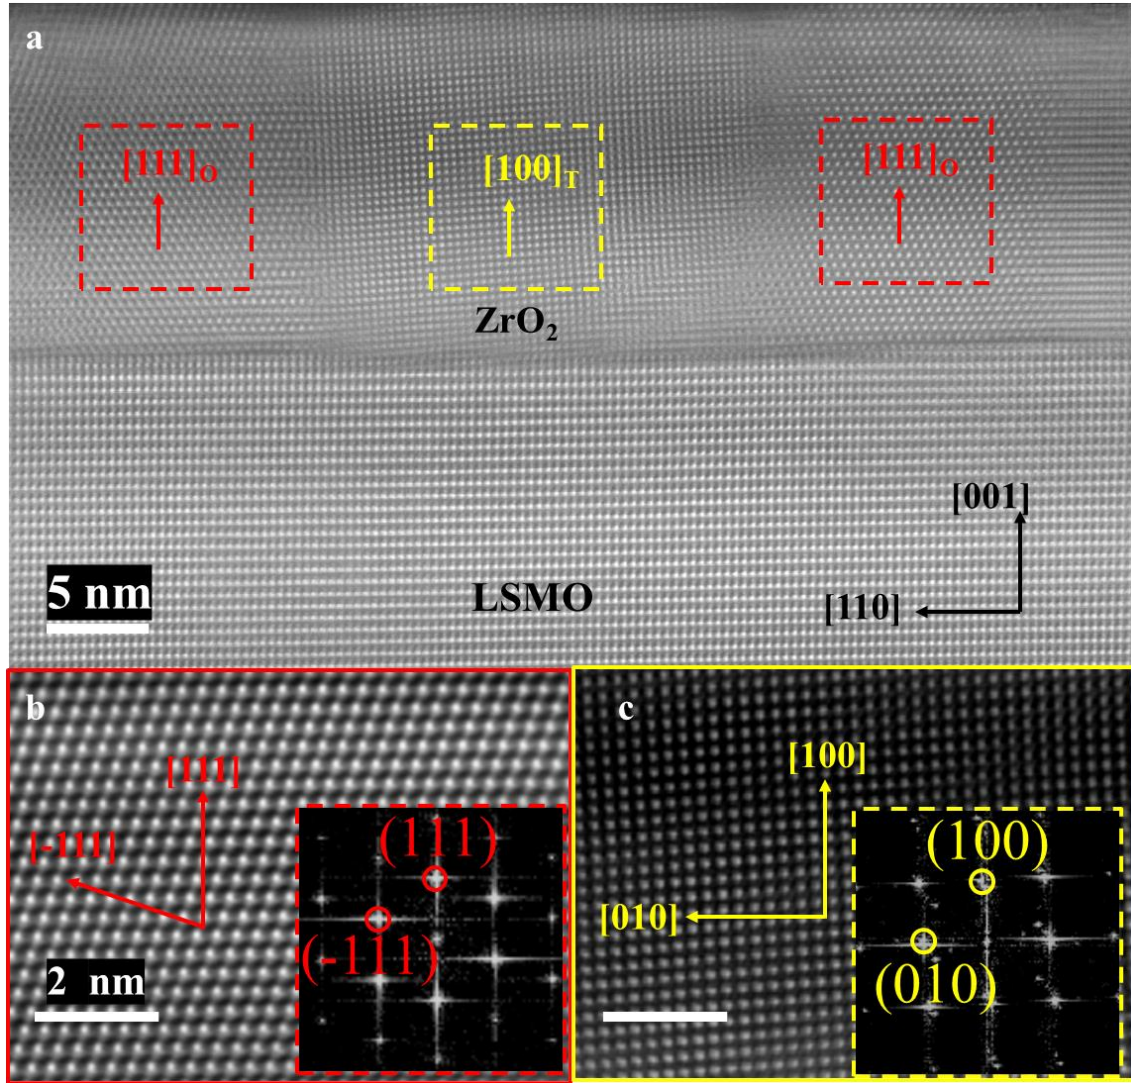 a
[111]O
[100]T
[111]O
ZrO2
[001]
5 nm
LSMO
[110]
b
[111]
[-111]
2 nm
(111)
(-111)
c
[100]
[010]
(100)
(010)